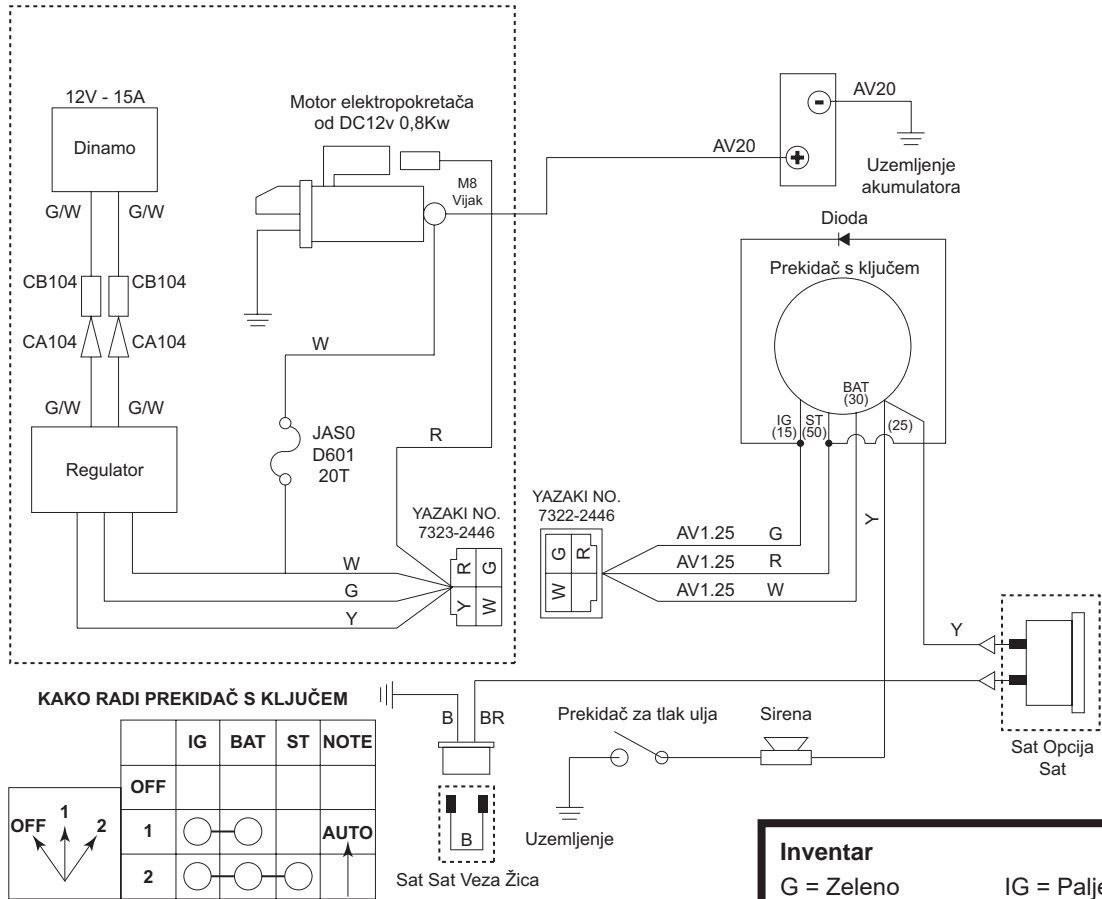 12V - 15A
Dinamo
G/W
G/W
CB104
CB104
CA104
CA104
G/W
G/W
Regulator
Motor elektropokretača
od DC12v 0,8Kw
M8
Vijak
W
JAS0
D601
20T
R
YAZAKI NO.
7323-2446
R
G
Y
W
W
G
Y
AV20
AV20
Uzemljenje
akumulatora
Dioda
Prekidač s ključem
BAT
(30)
IG
(15)
ST
(50)
(25)
YAZAKI NO.
7322-2446
G
R
W
AV1.25 G
AV1.25 R
AV1.25 W
Y
Y
Sat Opcija
Sat
KAKO RADI PREKIDAČ S KLJUČEM
IG BAT ST NOTE
OFF
1 AUTO
2
OFF 1 2
B BR
B
Sat Sat Veza Žica
Prekidač za tlak ulja
Sirena
Uzemljenje
Inventar
G = Zeleno IG = Palje